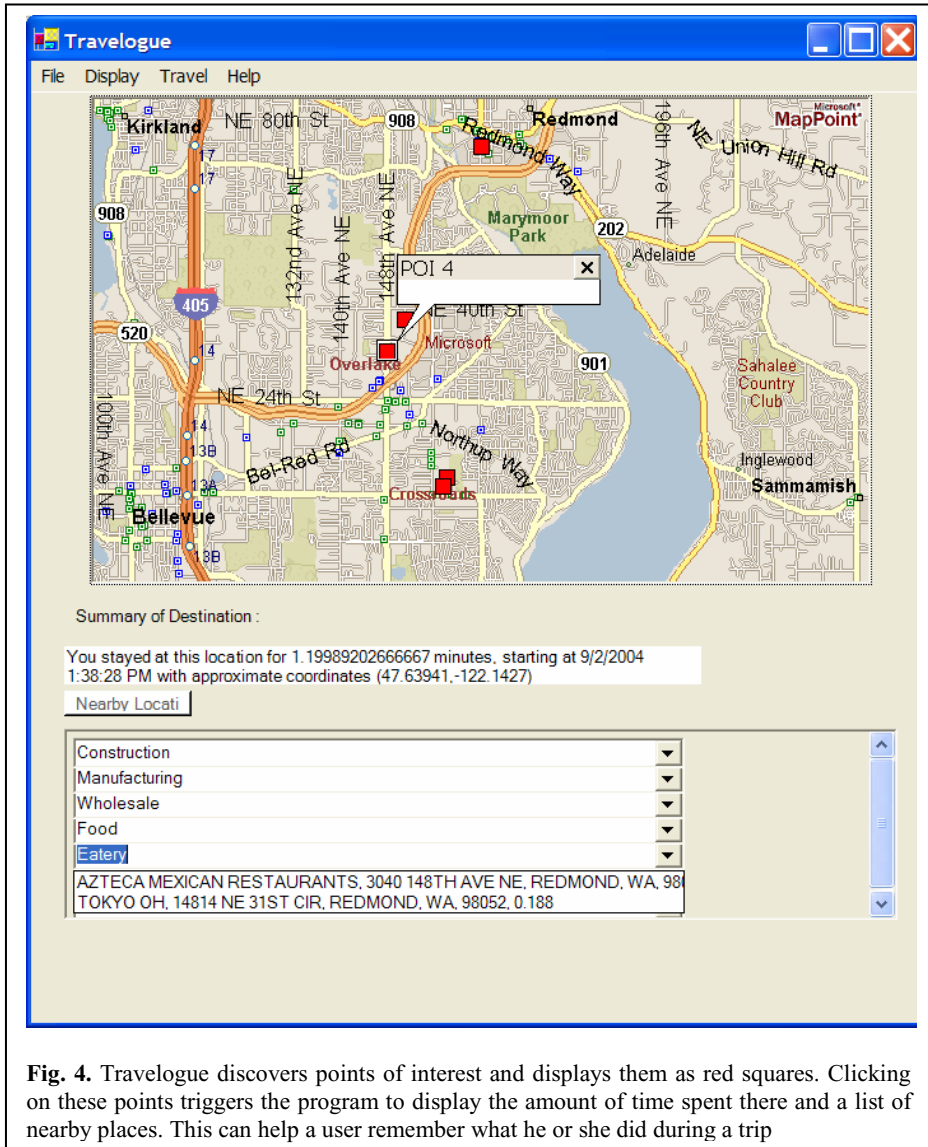 Travelogue
File Display Travel Help
Microsoft
MapPoint
Kirkland
NE 80th St
908
Redmond
Redmond Way
196th Ave NE
NE Union Hill Rd
17
17
908
132nd Ave NE
140th Ave NE
148th Ave NE
Marymoor
Park
202
Adelaide
POI 4
405
NE 40th St
520
Microsoft
14
Overlake
901
Sahalee
Country
Club
NE 24th St
100th Ave NE
14
13B
Bel-Red Rd
Northup Way
Inglewood
13A
Crossroads
Sammamish
Bellevue
13B
Summary of Destination :
You stayed at this location for 1.19989202666667 minutes, starting at 9/2/2004
1:38:28 PM with approximate coordinates (47.63941,-122.1427)
Nearby Locati
Construction
Manufacturing
Wholesale
Food
Eatery
AZTECA MEXICAN RESTAURANTS, 3040 148TH AVE NE, REDMOND, WA, 980
TOKYO OH, 14814 NE 31ST CIR, REDMOND, WA, 98052, 0.188
Fig. 4. Travelogue discovers points of interest and displays them as red squares. Clicking
on these points triggers the program to display the amount of time spent there and a list of
nearby places. This can help a user remember what he or she did during a trip